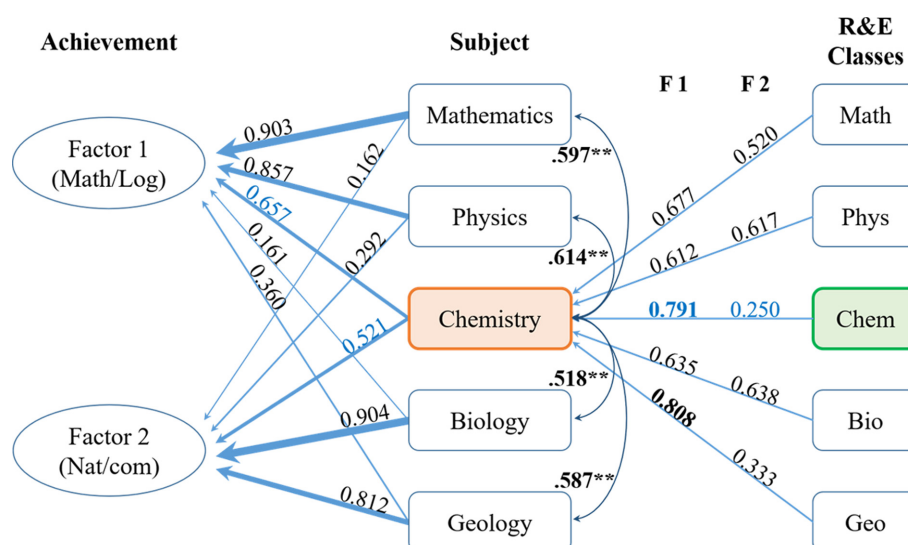 Achievement
Subject
R&E
Classes
F 1
F 2
Factor 1
(Math/Log)
Factor 2
(Nat/com)
Mathematics
Physics
Chemistry
Biology
Geology
Math
Phys
Chem
Bio
Geo
0.903
0.857
0.657
0.161
0.360
0.162
0.292
0.521
0.904
0.812
.597**
.614**
.518**
.587**
0.677
0.520
0.612
0.617
0.791
0.250
0.635
0.638
0.808
0.333